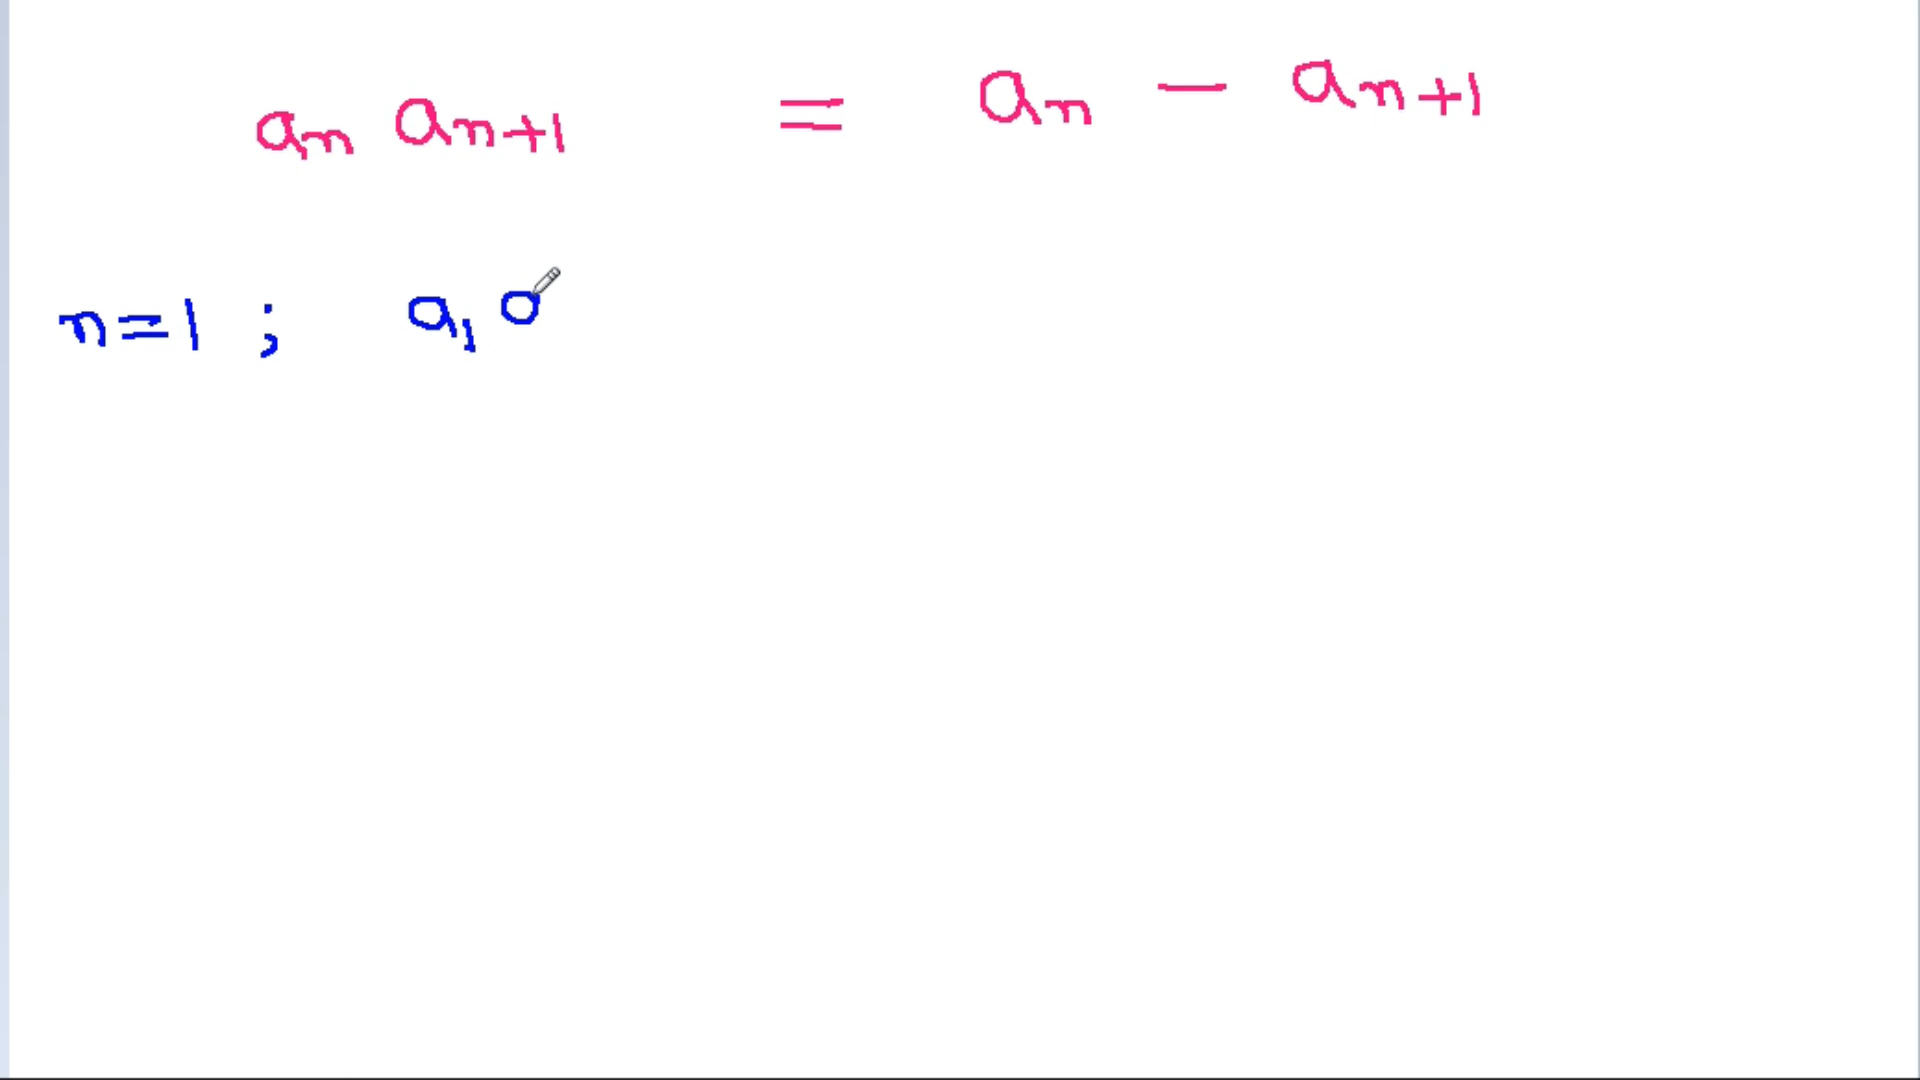 aₙ aₙ₊₁ = aₙ − aₙ₊₁
n=1 ; a₁ a